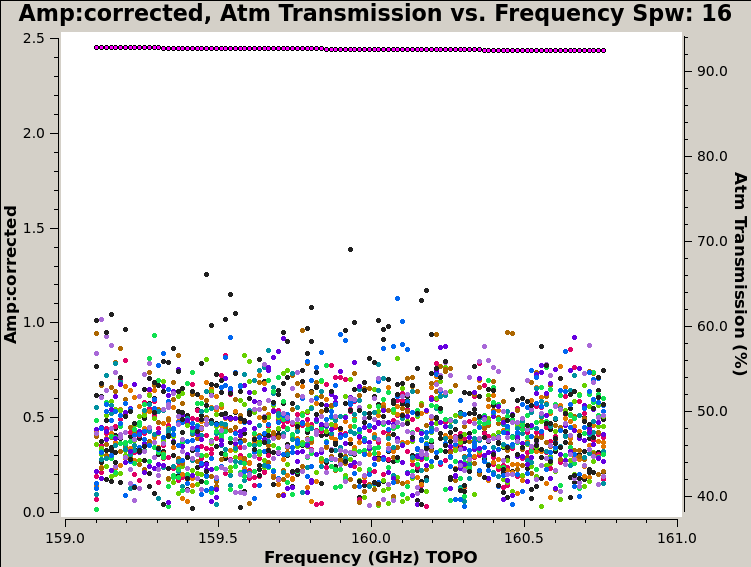 Amp:corrected, Atm Transmission vs. Frequency Spw: 16
2.5
2.0
1.5
1.0
0.5
0.0
Amp:corrected
90.0
80.0
70.0
60.0
50.0
40.0
Atm Transmission (%)
159.0 159.5 160.0 160.5 161.0
Frequency (GHz) TOPO